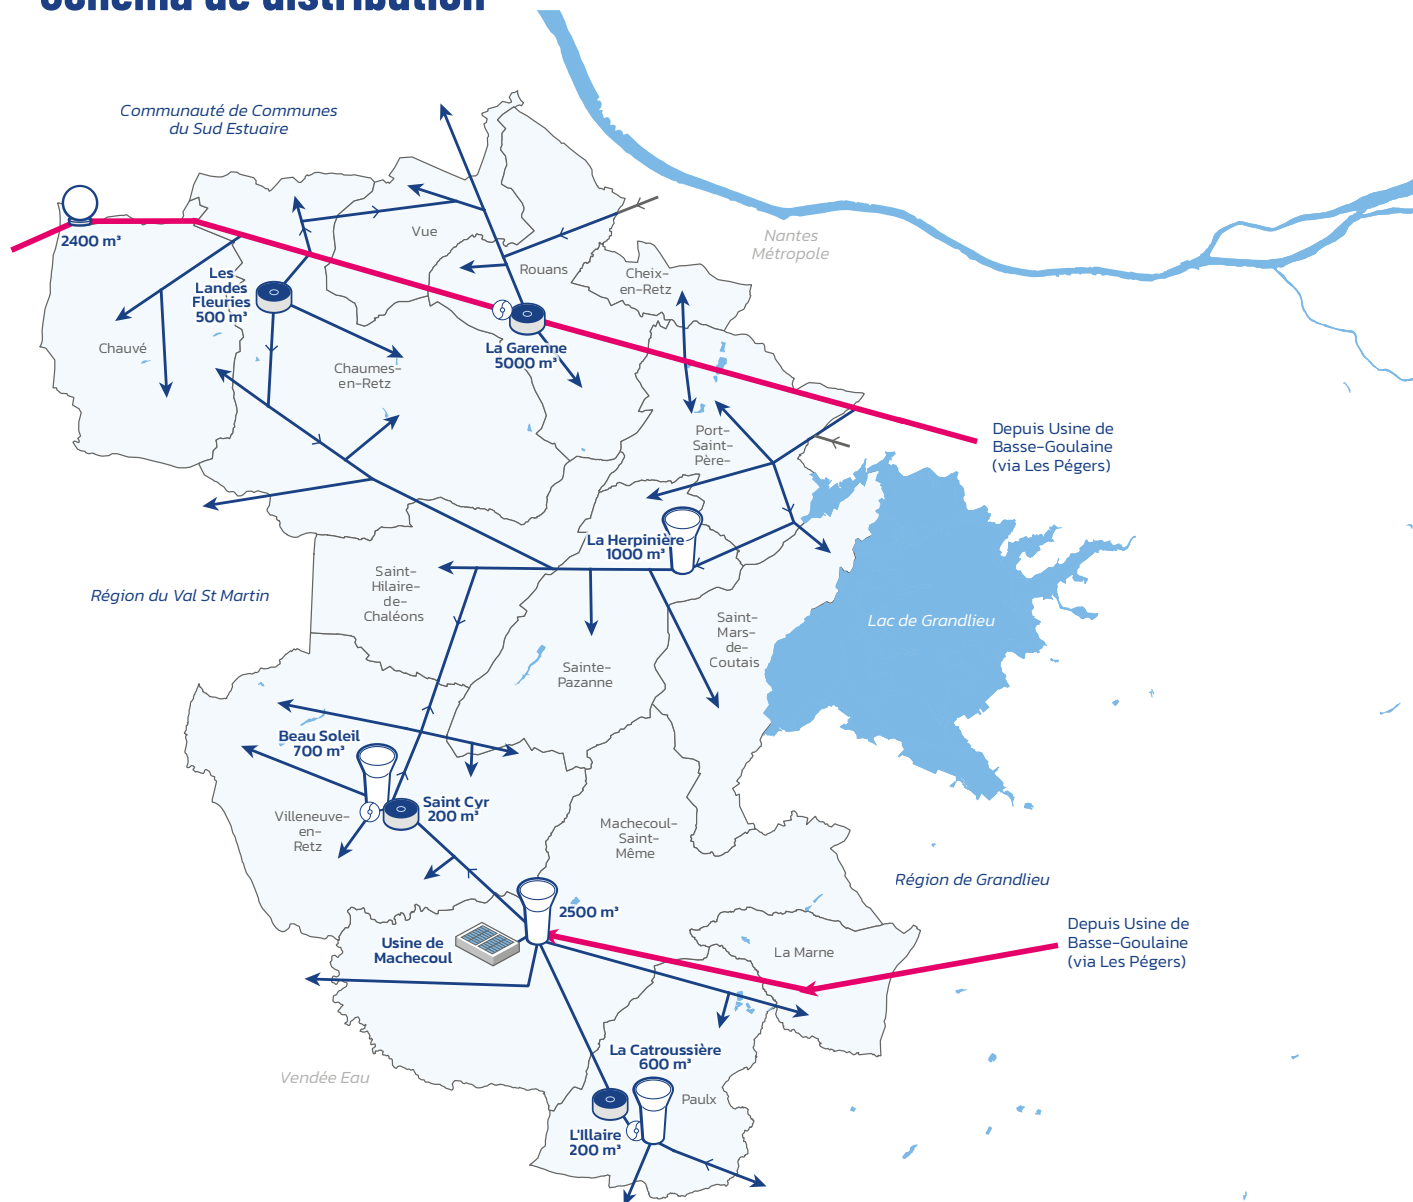 Schéma de distribution
Communauté de Communes
du Sud Estuaire
2400 m³
Vue
Rouans
Nantes
Métropole
Cheix-
en-Retz
Les
Landes
Fleuries
500 m³
Chauvé
Chaumes-
en-Retz
La Garenne
5000 m³
Port-
Saint-
Père-
Depuis Usine de
Basse-Goulaine
(via Les Pégers)
La Herpinière
1000 m³
Saint-
Hilaire-
de-
Chaléons
Région du Val St Martin
Saint-
Mars-
de-
Coutais
Lac de Grandlieu
Sainte-
Pazanne
Beau Soleil
700 m³
Saint Cyr
200 m³
Villeneuve-
en-
Retz
Machecoul-
Saint-
Même
Région de Grandlieu
2500 m³
Usine de
Machecoul
La Marne
Depuis Usine de
Basse-Goulaine
(via Les Pégers)
La Catroussière
600 m³
Vendée Eau
Paulx
L'Illaire
200 m³